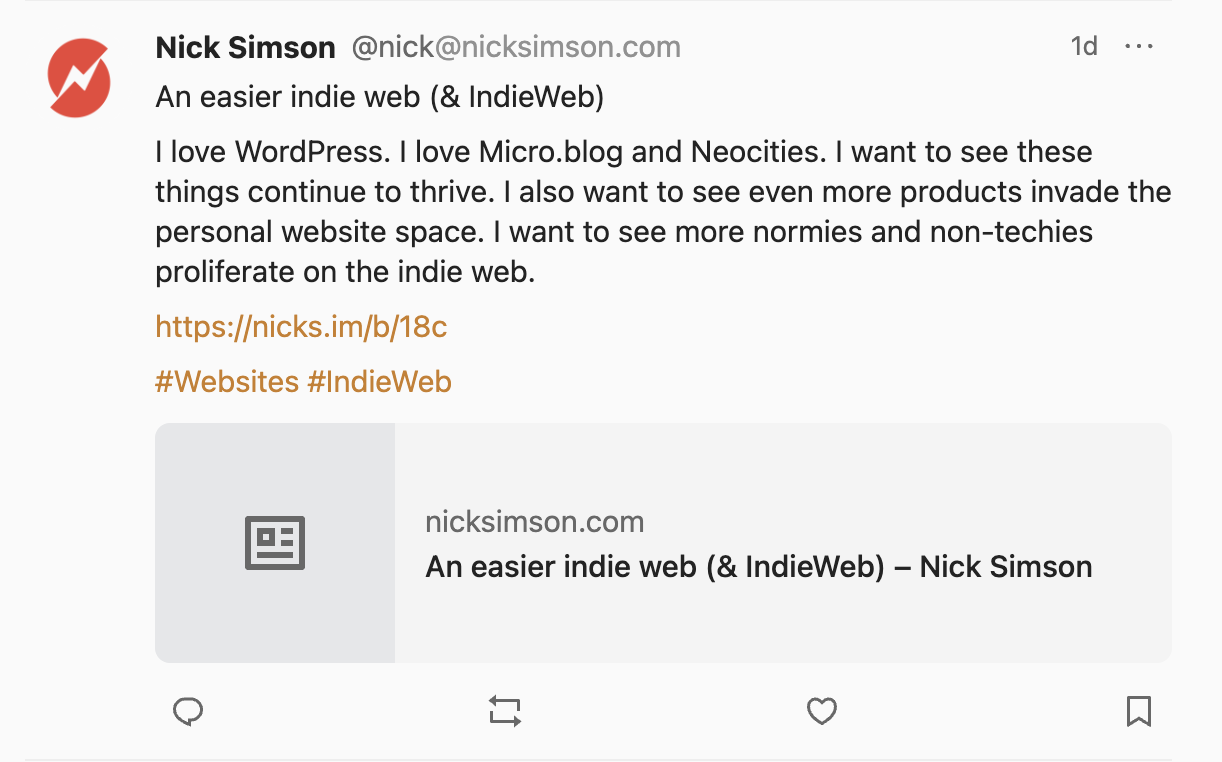 Nick Simson @nick@nicksimson.com 1d
An easier indie web (& IndieWeb)
I love WordPress. I love Micro.blog and Neocities. I want to see these
things continue to thrive. I also want to see even more products invade the
personal website space. I want to see more normies and non-techies
proliferate on the indie web.
https://nicks.im/b/18c
#Websites #IndieWeb
nicksimson.com
An easier indie web (& IndieWeb) – Nick Simson